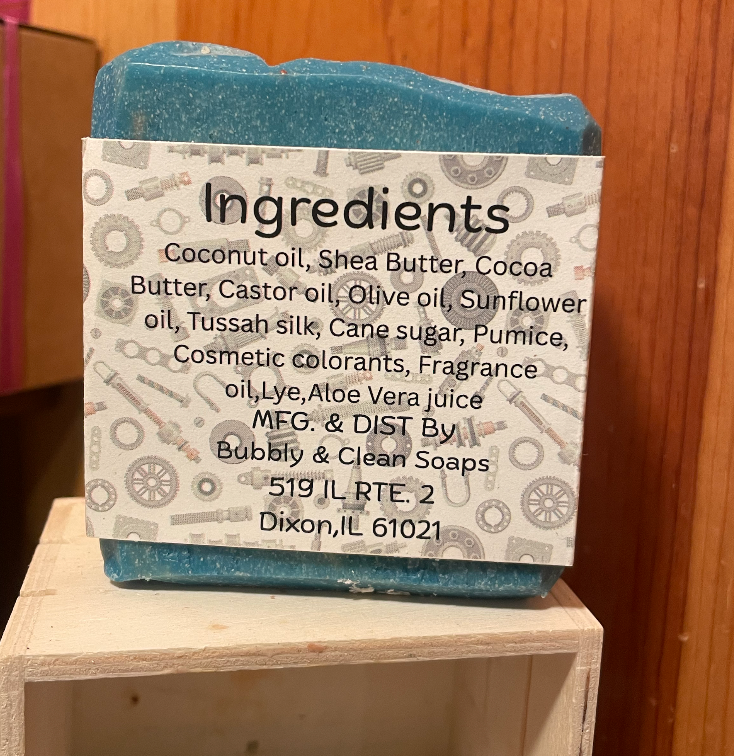 Ingredients
Coconut oil, Shea Butter, Cocoa
Butter, Castor oil, Olive oil, Sunflower
oil, Tussah silk, Cane sugar, Pumice,
Cosmetic colorants, Fragrance
oil,Lye,Aloe Vera juice
MFG. & DIST By
Bubbly & Clean Soaps
519 IL RTE. 2
Dixon,IL 61021